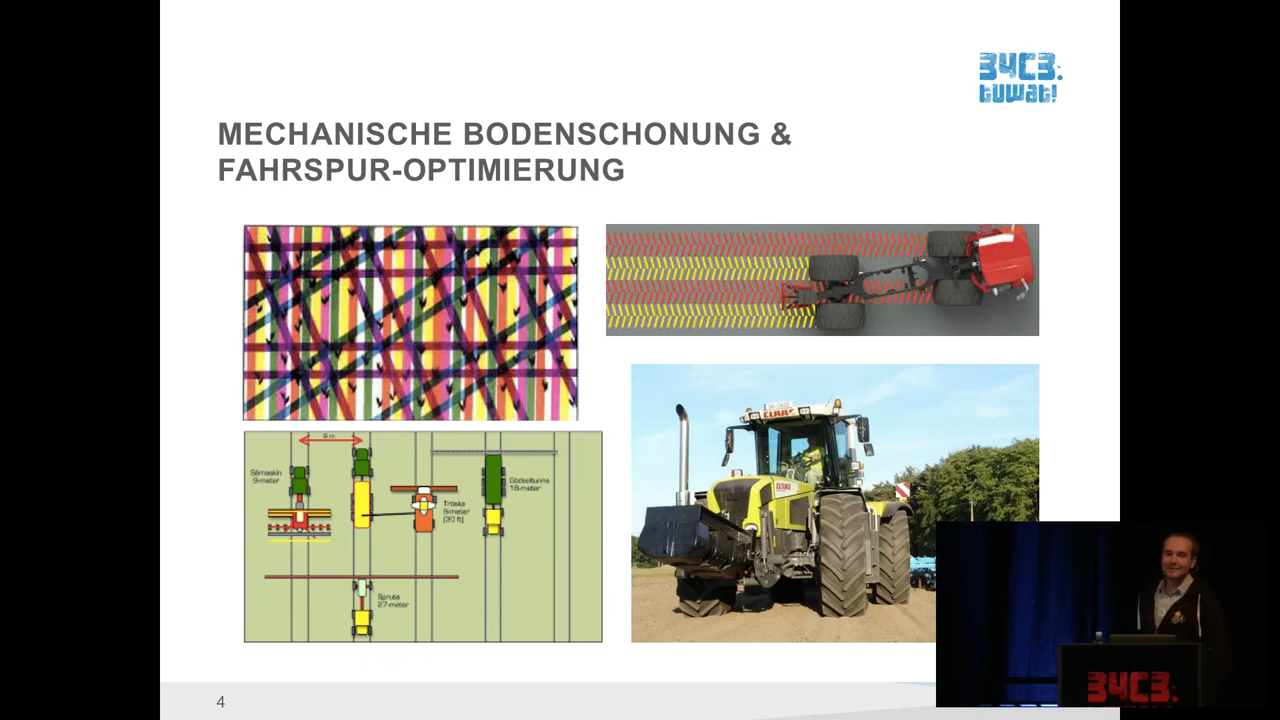 34C3.
tuwat!
MECHANISCHE BODENSCHONUNG &
FAHRSPUR-OPTIMIERUNG
9 m
Såmaskin
9-meter
Tröska
9-meter
(30 ft)
Gödseltunna
18-meter
Spruta
27-meter
CLAAS
CLAAS
34C3.
4